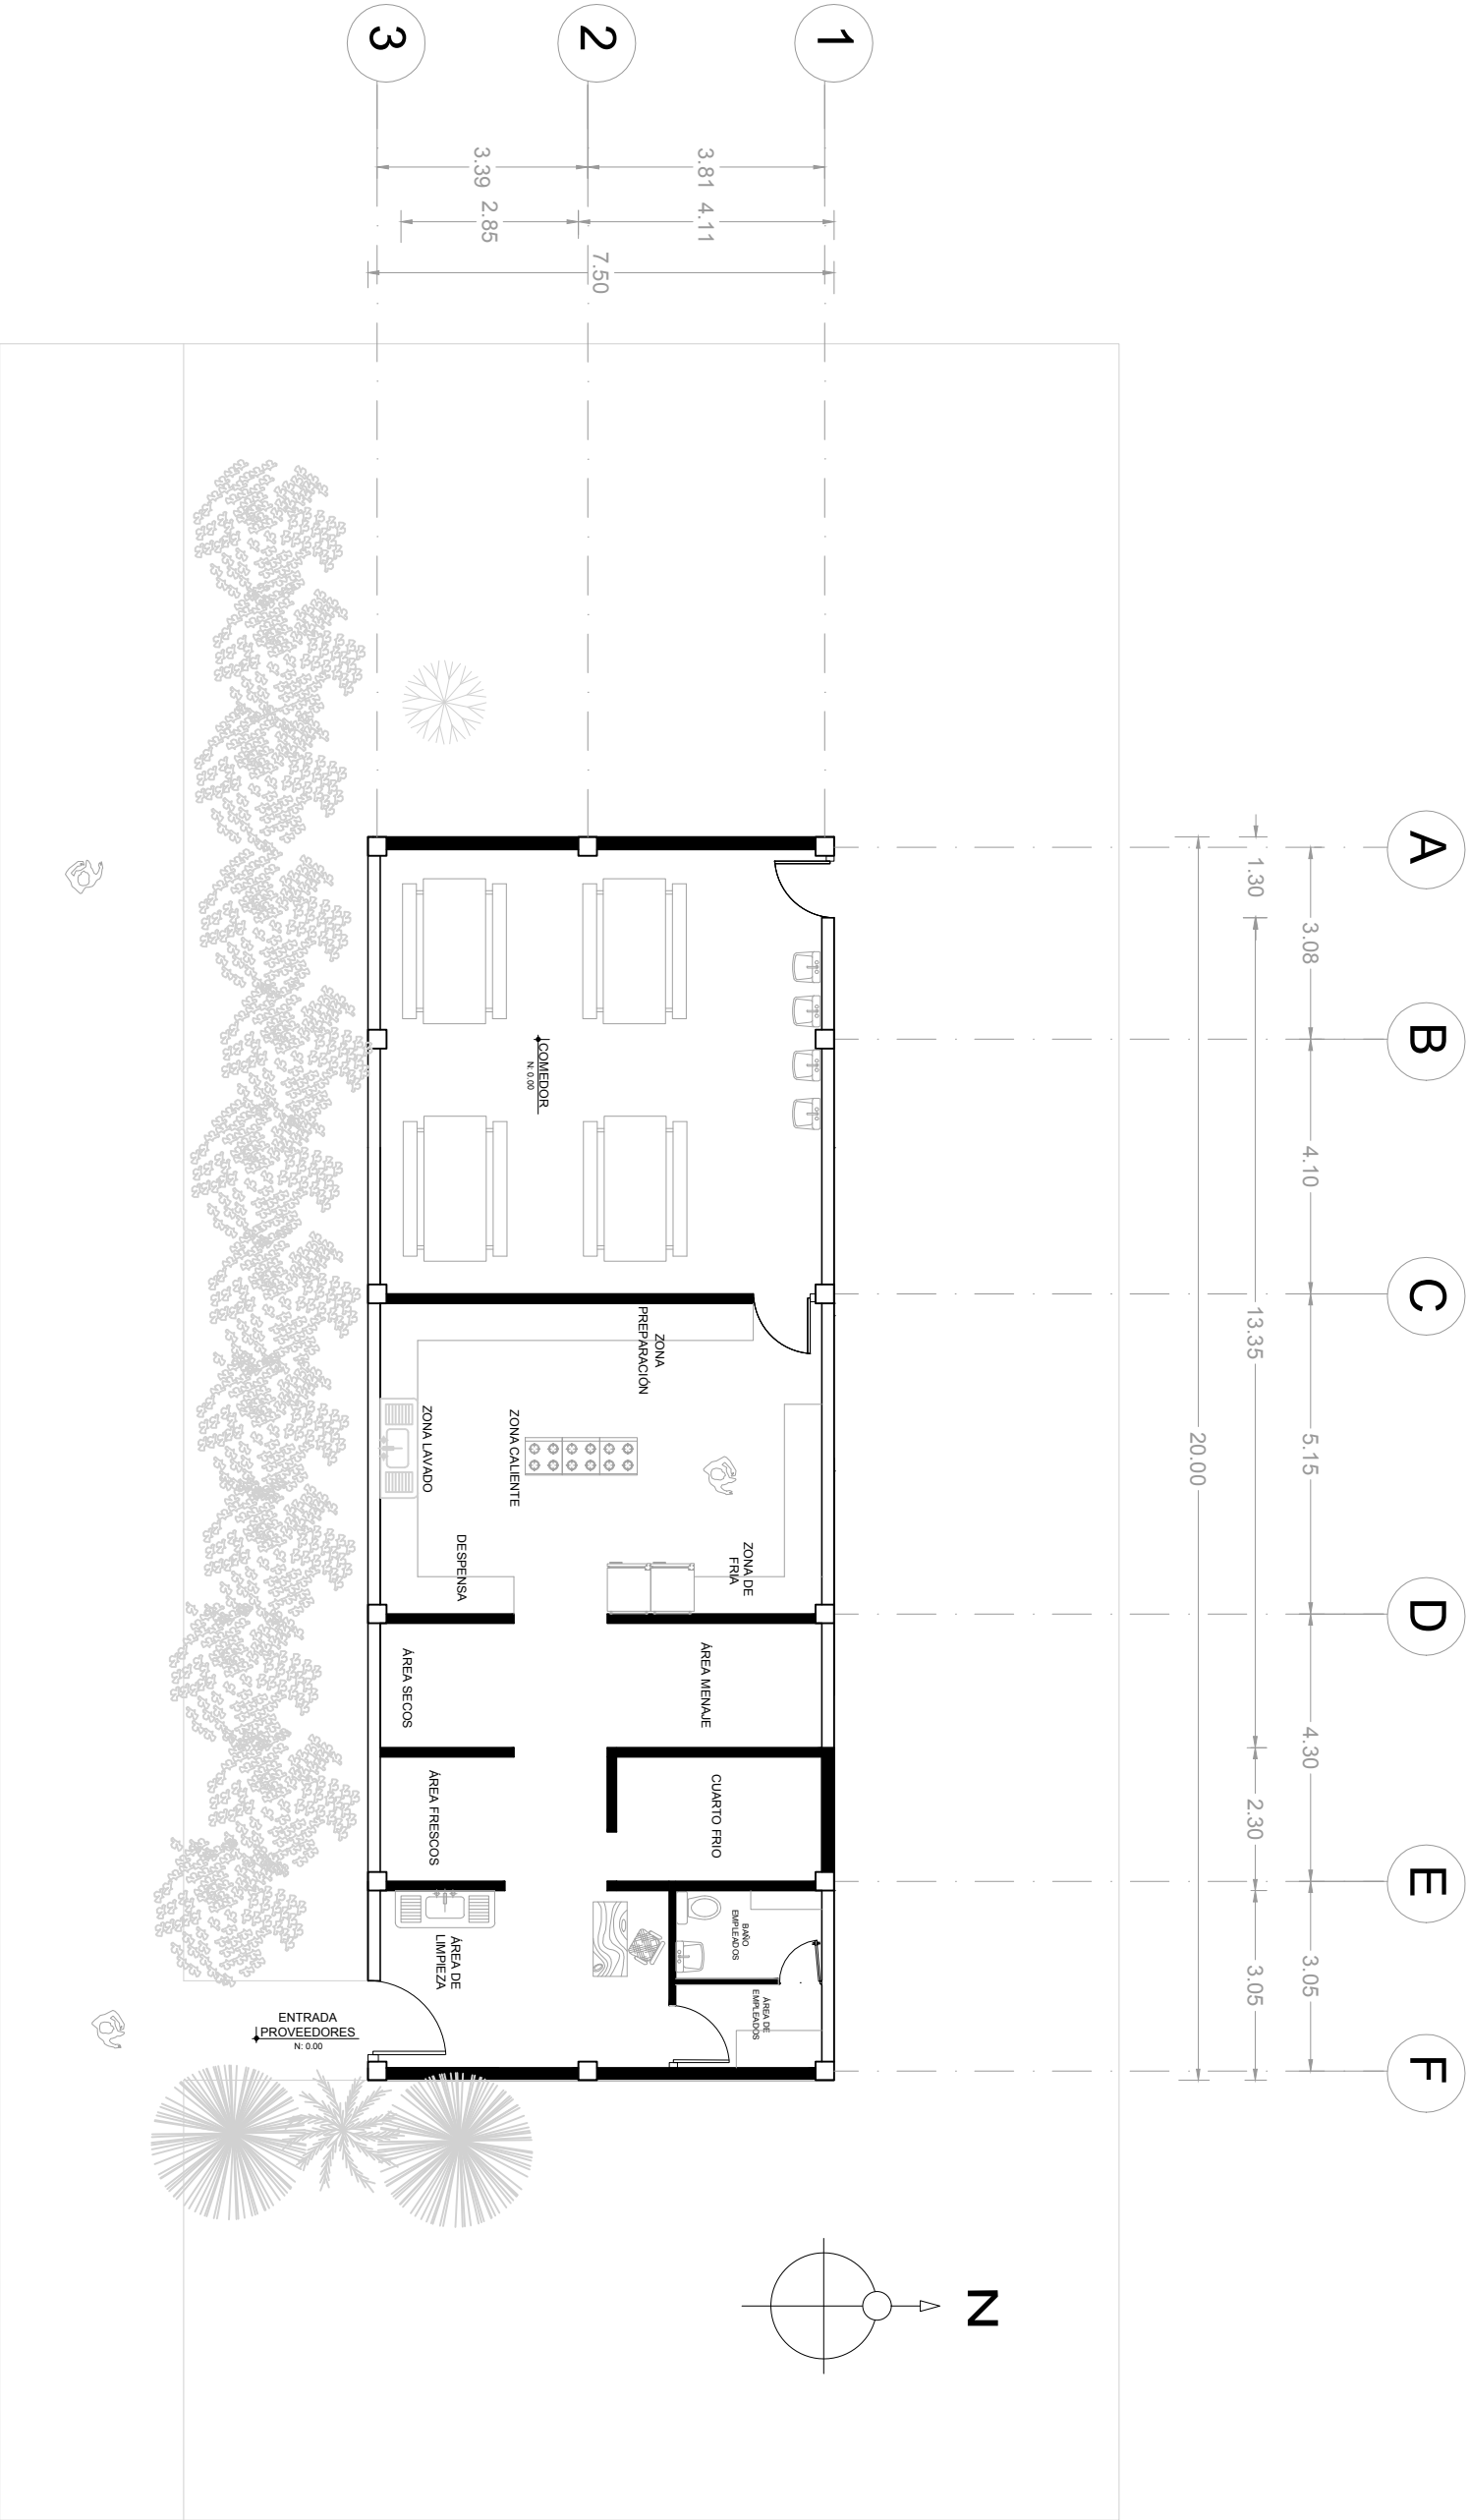 A
B
C
D
E
F
3.08
4.10
5.15
4.30
3.05
1.30
13.35
2.30
3.05
20.00
1
2
3
3.81
3.39
4.11
2.85
7.50
COMEDOR
N: 0.00
ZONA
PREPARACIÓN
ZONA CALIENTE
ZONA LAVADO
DESPENSA
ZONA DE
FRIA
ÁREA MENAJE
ÁREA SECOS
CUARTO FRIO
ÁREA FRESCOS
BAÑO
EMPLEADOS
ÁREA DE
EMPLEADOS
ÁREA DE
LIMPIEZA
ENTRADA
PROVEEDORES
N: 0.00
N